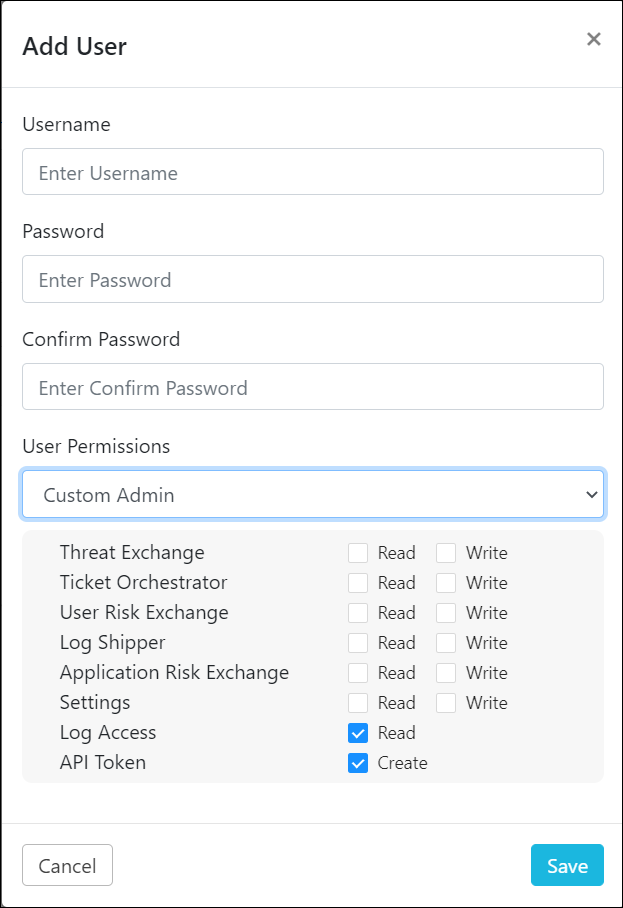 Add User
×
Username
Enter Username
Password
Enter Password
Confirm Password
Enter Confirm Password
User Permissions
Custom Admin
Threat Exchange Read Write
Ticket Orchestrator Read Write
User Risk Exchange Read Write
Log Shipper Read Write
Application Risk Exchange Read Write
Settings Read Write
Log Access Read
API Token Create
Cancel Save